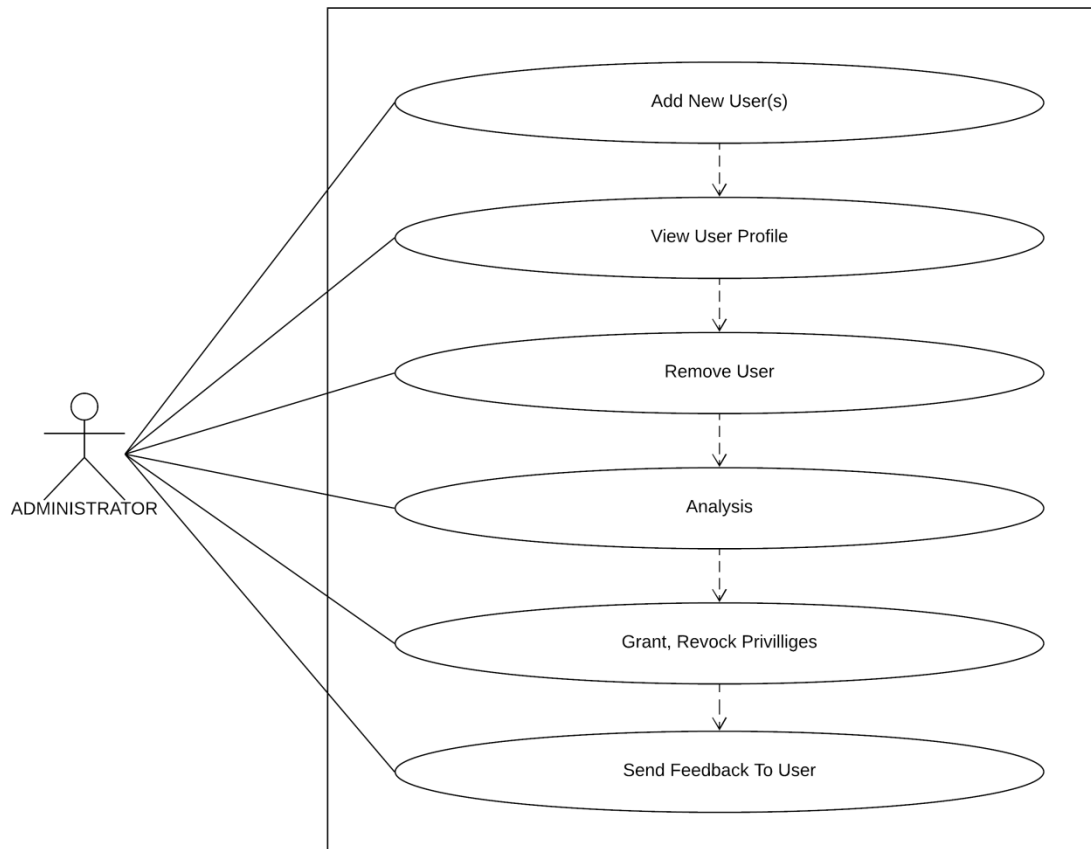 Add New User(s)
View User Profile
Remove User
ADMINISTRATOR
Analysis
Grant, Revock Privilliges
Send Feedback To User